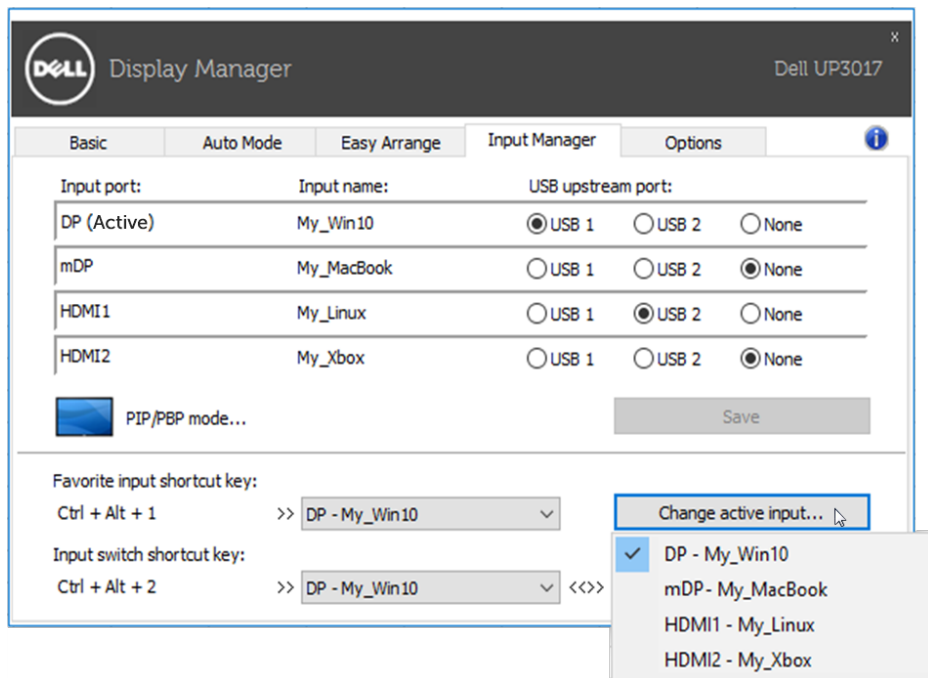 DELL Display Manager
x
Dell UP3017
Basic Auto Mode Easy Arrange Input Manager Options i
Input port: Input name: USB upstream port:
DP (Active) My_Win10 USB 1 USB 2 None
mDP My_MacBook USB 1 USB 2 None
HDMI1 My_Linux USB 1 USB 2 None
HDMI2 My_Xbox USB 1 USB 2 None
PIP/PBP mode... Save
Favorite input shortcut key:
Ctrl + Alt + 1 >> DP - My_Win10 Change active input...
Input switch shortcut key:
Ctrl + Alt + 2 >> DP - My_Win10 <<>>
DP - My_Win10
mDP- My_MacBook
HDMI1 - My_Linux
HDMI2 - My_Xbox